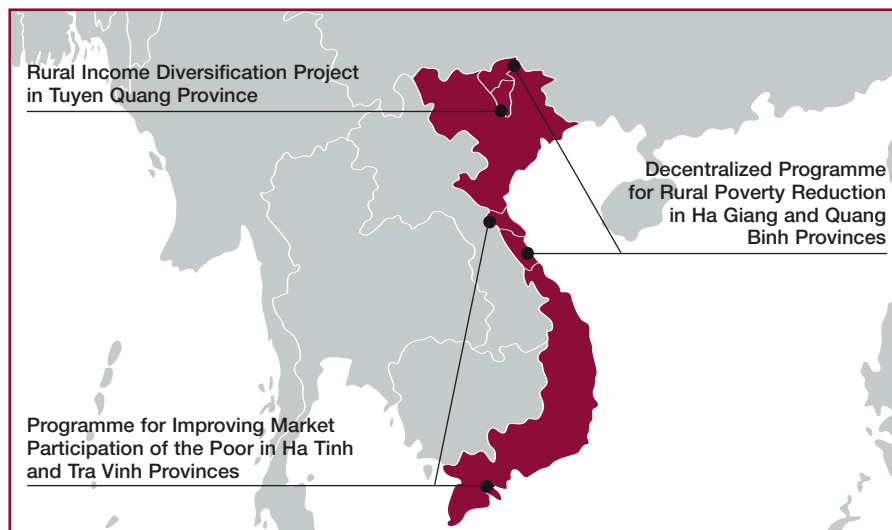 Rural Income Diversification Project
in Tuyen Quang Province
Decentralized Programme
for Rural Poverty Reduction
in Ha Giang and Quang
Binh Provinces
Programme for Improving Market
Participation of the Poor in Ha Tinh
and Tra Vinh Provinces